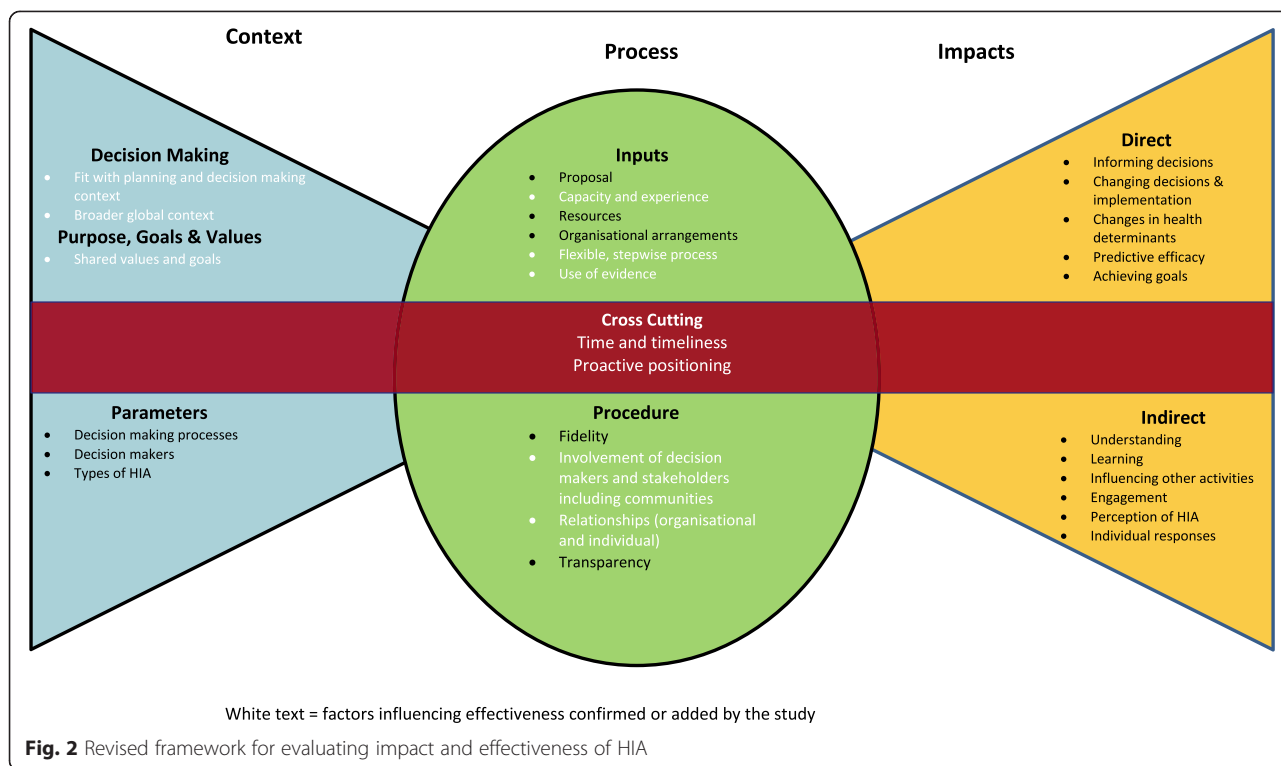 Context
Process
Impacts
Decision Making
• Fit with planning and decision making
context
• Broader global context
Purpose, Goals & Values
• Shared values and goals
Parameters
• Decision making processes
• Decision makers
• Types of HIA
Inputs
• Proposal
• Capacity and experience
• Resources
• Organisational arrangements
• Flexible, stepwise process
• Use of evidence
Cross Cutting
Time and timeliness
Proactive positioning
Procedure
• Fidelity
• Involvement of decision
makers and stakeholders
including communities
• Relationships (organisational
and individual)
• Transparency
Direct
• Informing decisions
• Changing decisions &
implementation
• Changes in health
determinants
• Predictive efficacy
• Achieving goals
Indirect
• Understanding
• Learning
• Influencing other activities
• Engagement
• Perception of HIA
• Individual responses
White text = factors influencing effectiveness confirmed or added by the study
Fig. 2 Revised framework for evaluating impact and effectiveness of HIA